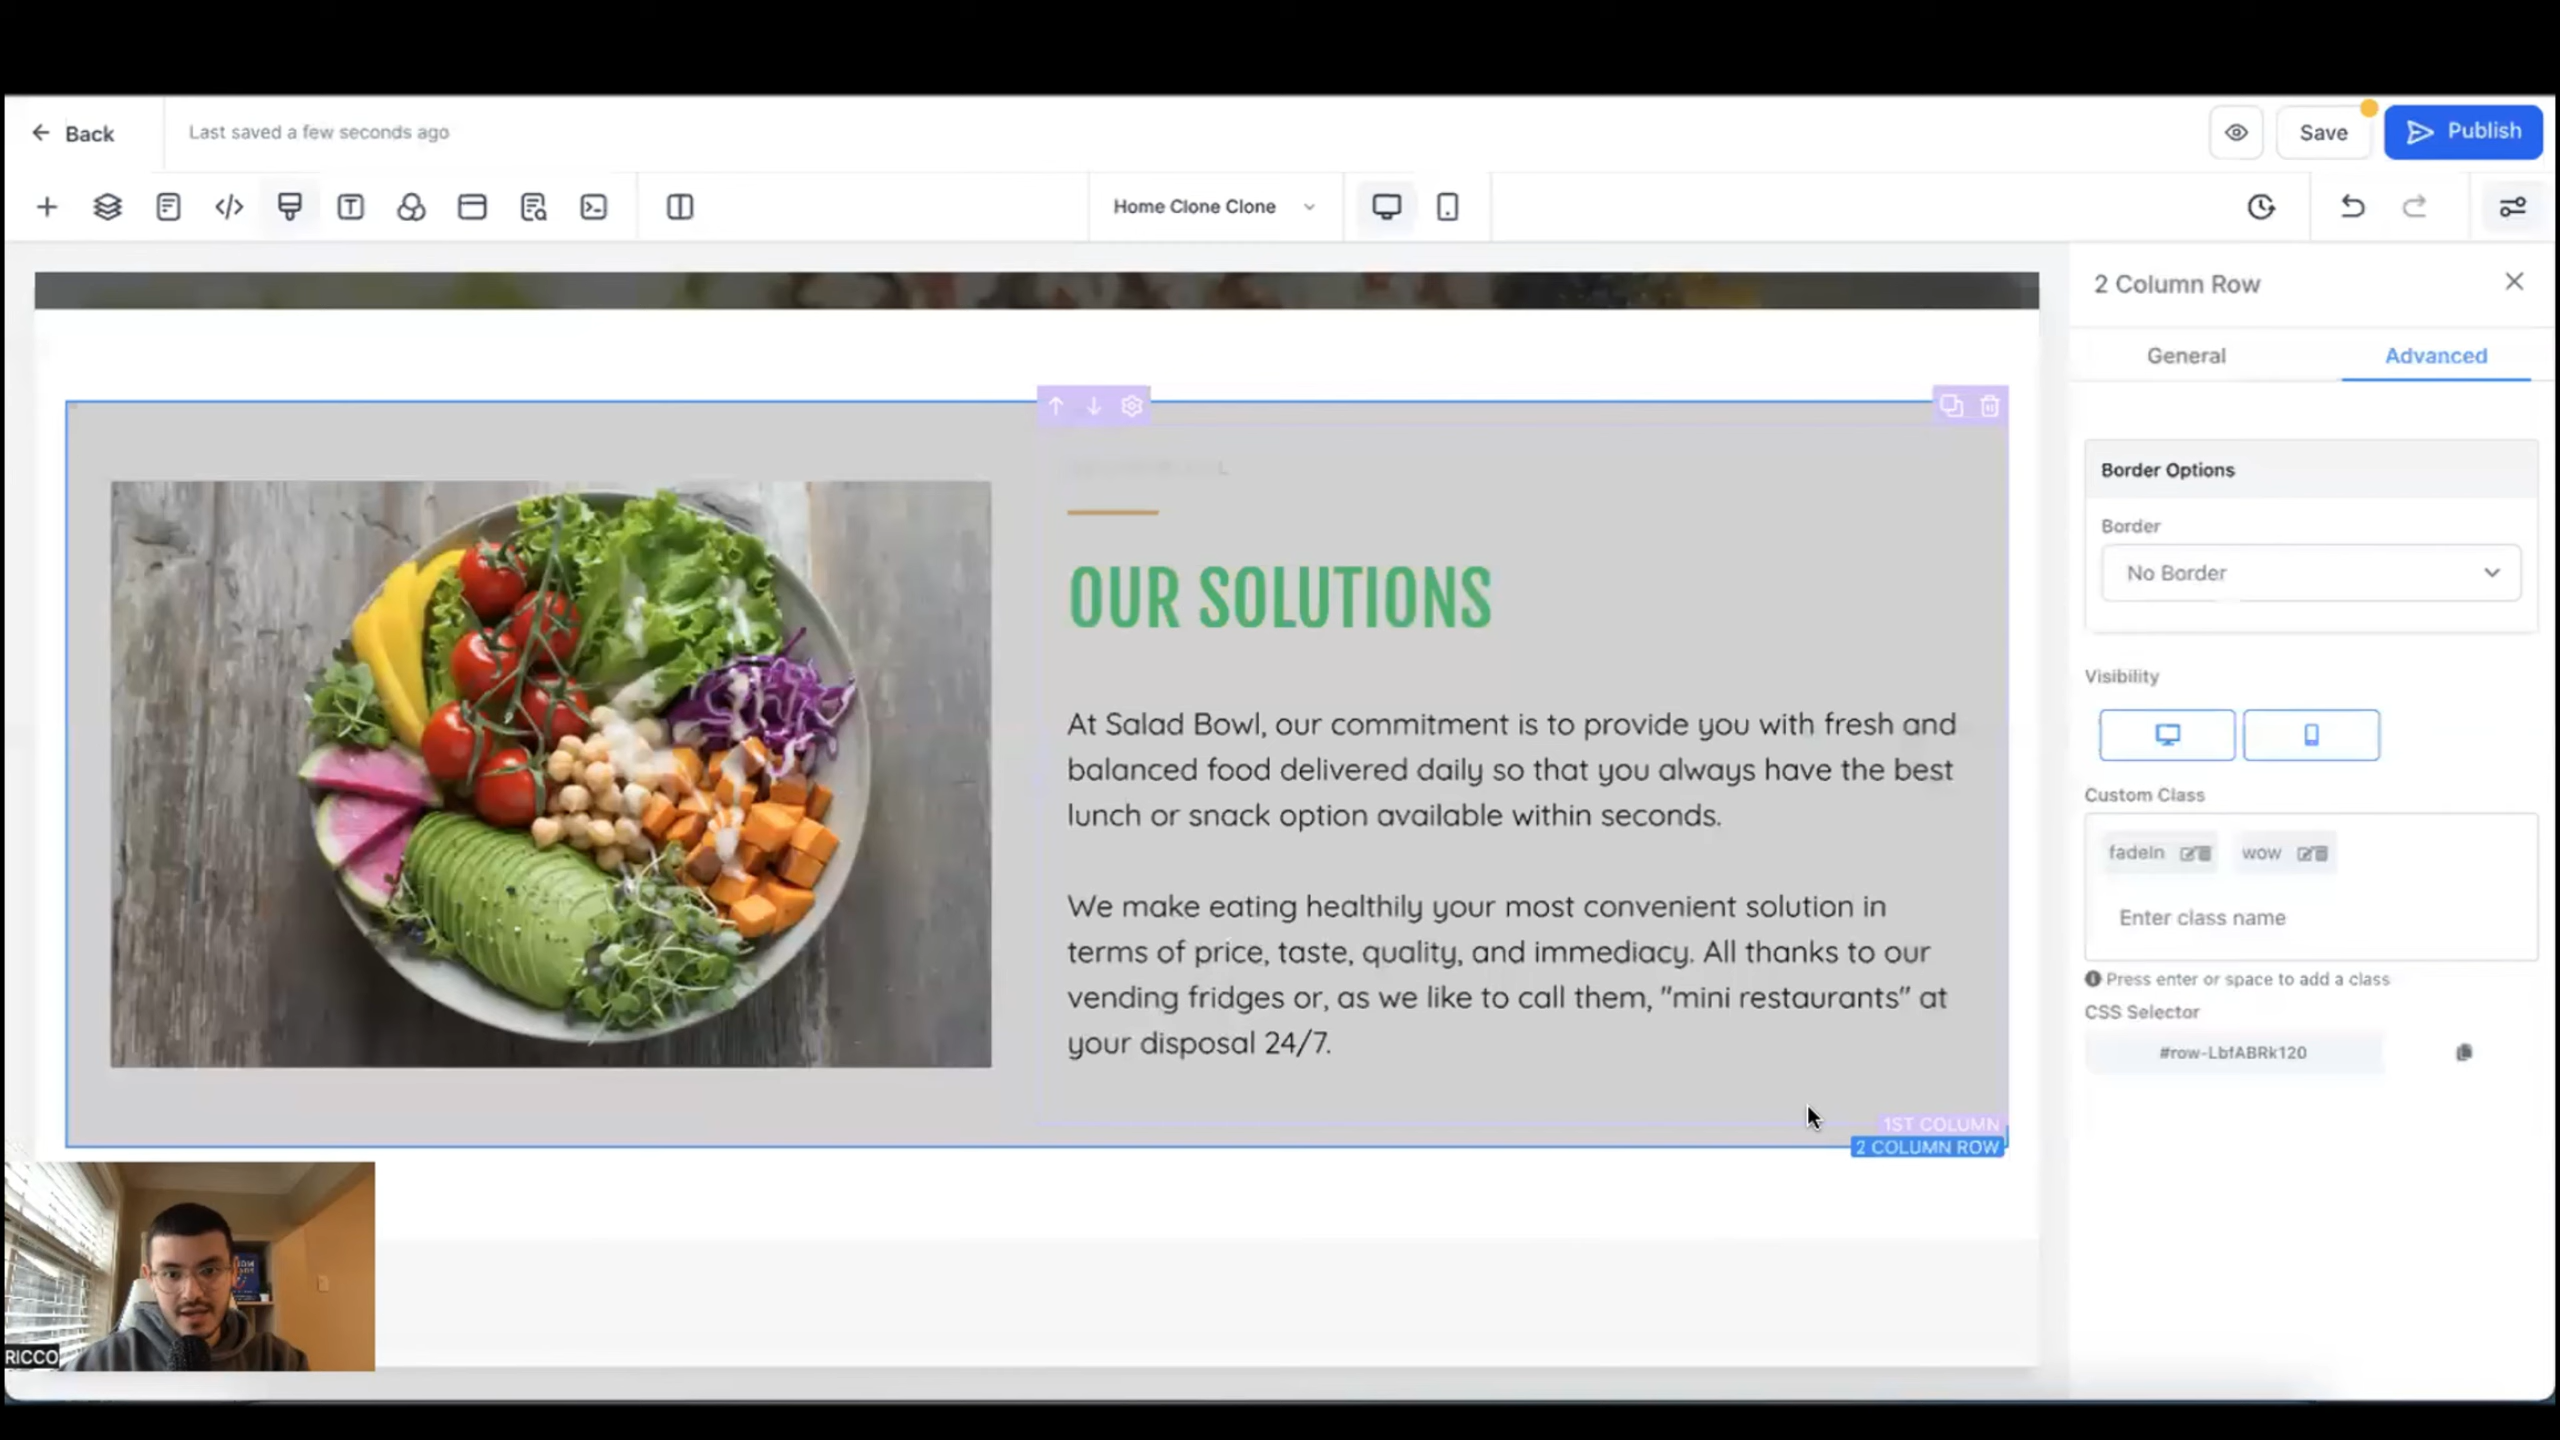 Back
Last saved a few seconds ago
Save
Publish
Home Clone Clone
2 Column Row
General
Advanced
Border Options
Border
No Border
Visibility
Custom Class
fadeIn
wow
Enter class name
Press enter or space to add a class
CSS Selector
#row-LbfABRk120
OUR SOLUTIONS
At Salad Bowl, our commitment is to provide you with fresh and
balanced food delivered daily so that you always have the best
lunch or snack option available within seconds.
We make eating healthily your most convenient solution in
terms of price, taste, quality, and immediacy. All thanks to our
vending fridges or, as we like to call them, "mini restaurants" at
your disposal 24/7.
1ST COLUMN
2 COLUMN ROW
RICCO